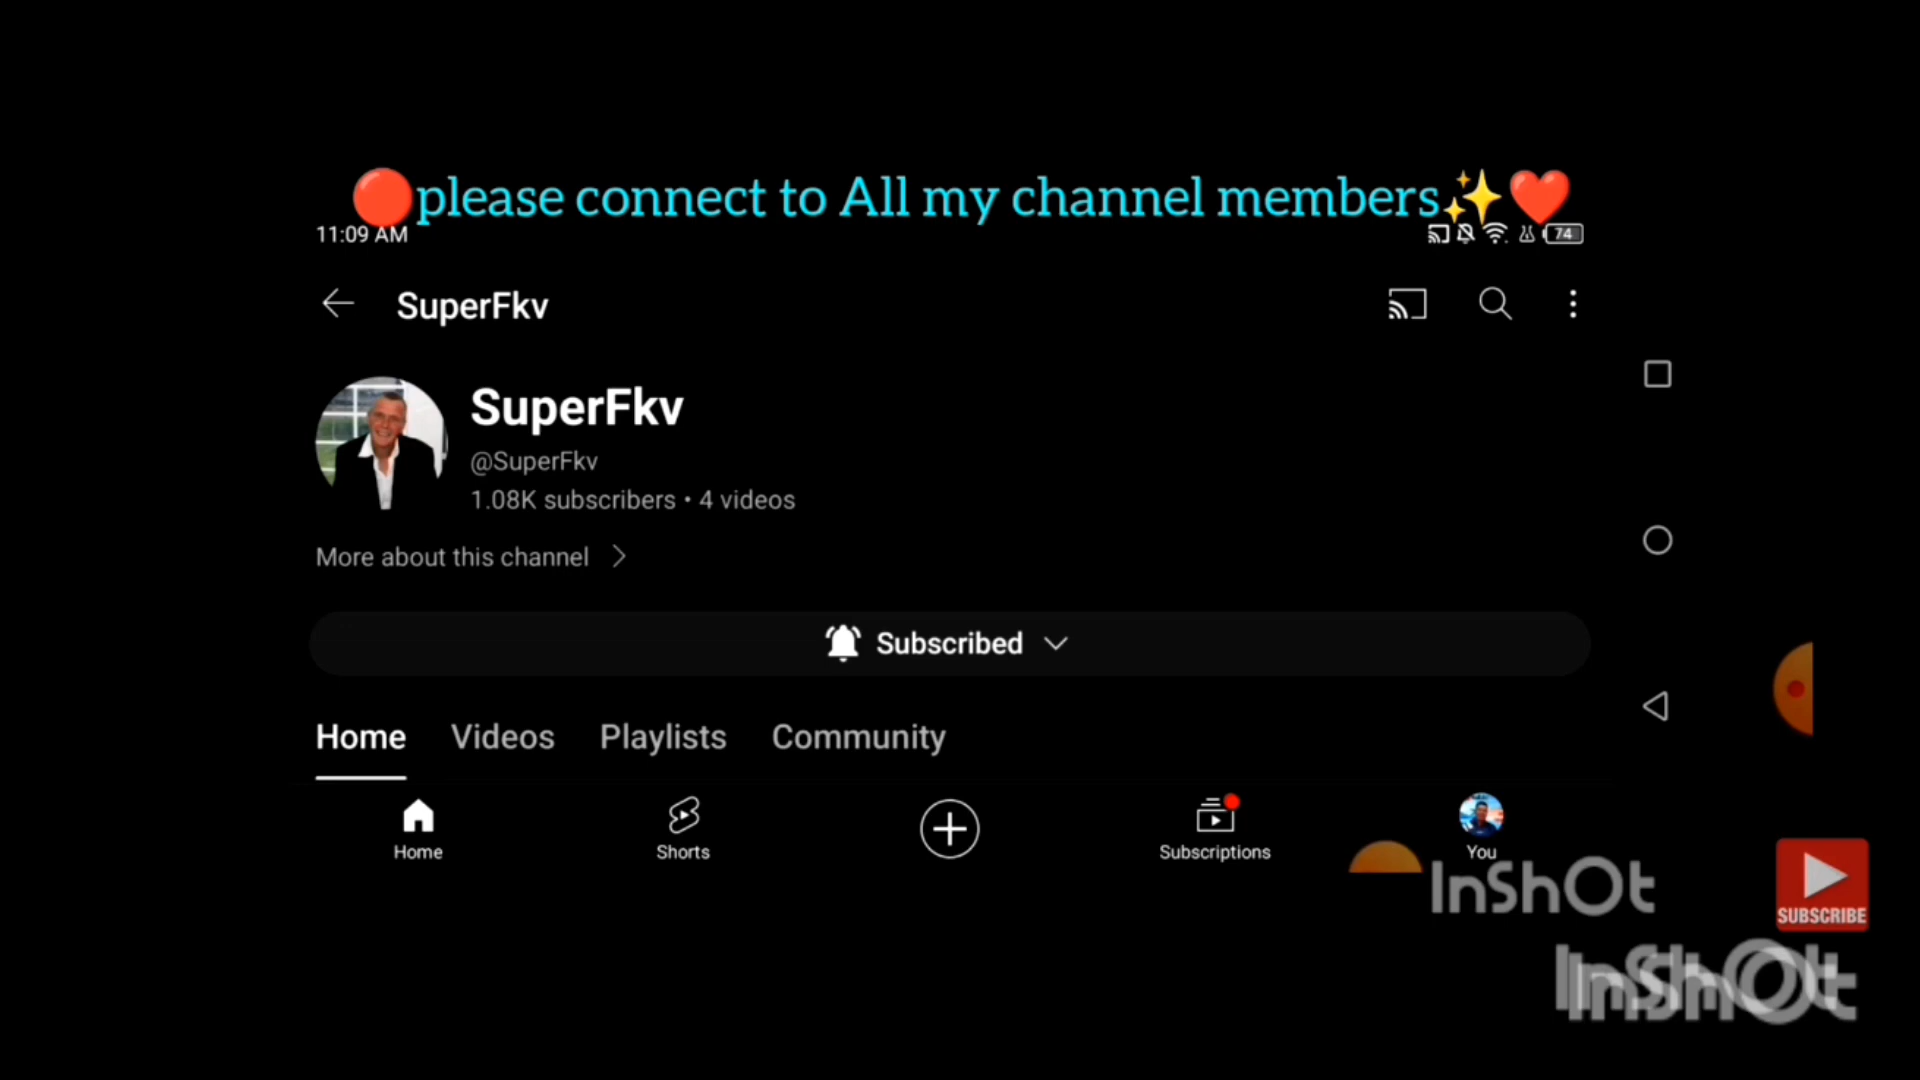 🔴please connect to All my channel members✨❤️
11:09 AM
74
SuperFkv
SuperFkv
@SuperFkv
1.08K subscribers • 4 videos
More about this channel
Subscribed
Home Videos Playlists Community
Home Shorts Subscriptions You
InShOt
SUBSCRIBE
InShOt